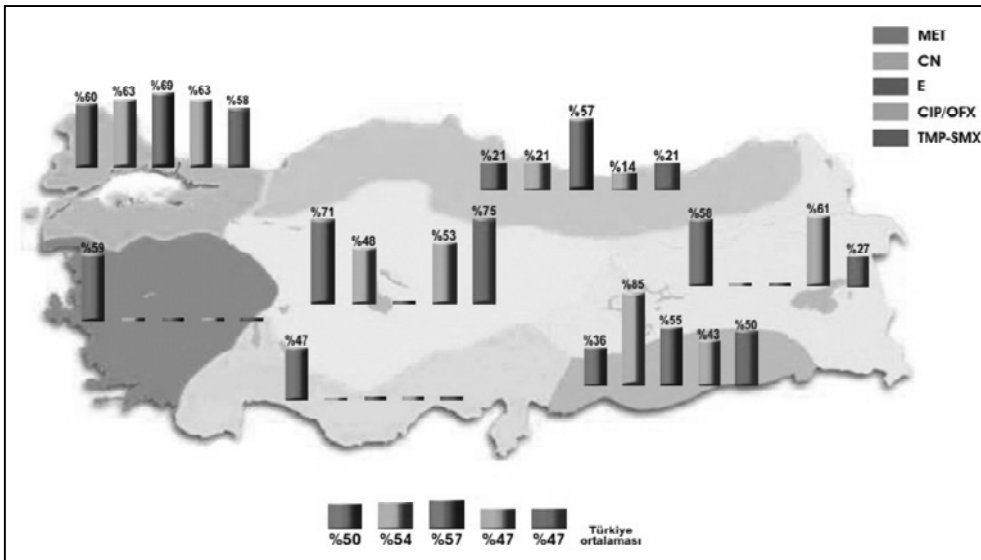 MET
CN
E
CIP/OFX
TMP-SMX
%60 %63 %69 %63 %58
%21 %21 %57 %14 %21
%59
%71 %48 %53 %75
%58 %61 %27
%47
%36 %85 %55 %43 %50
%50 %54 %57 %47 %47
Türkiye
ortalaması